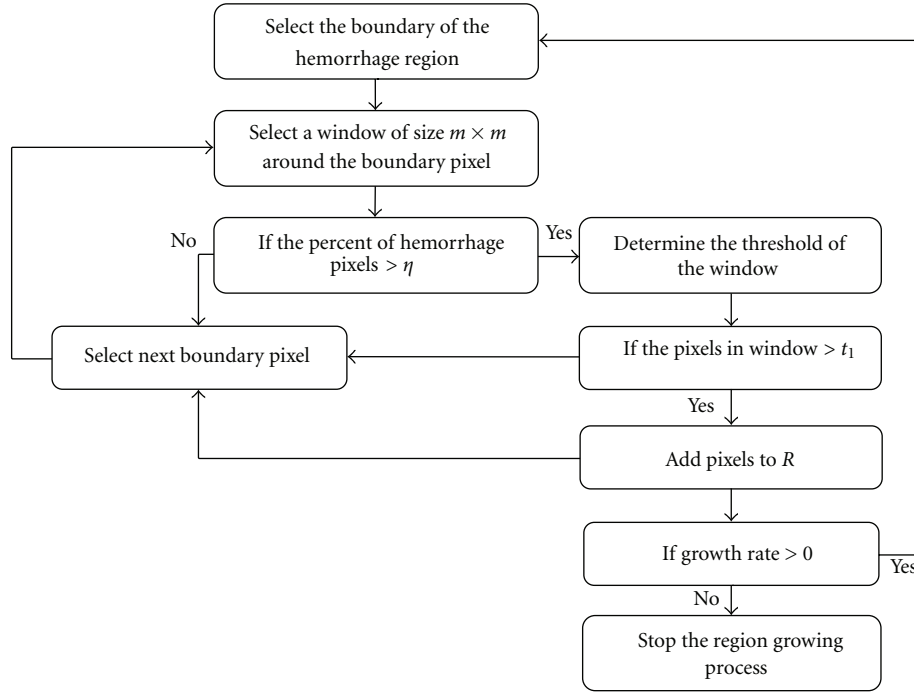 Select the boundary of the
hemorrhage region
Select a window of size m × m
around the boundary pixel
No
If the percent of hemorrhage
pixels > η
Yes
Determine the threshold of
the window
Select next boundary pixel
If the pixels in window > t₁
Yes
Add pixels to R
If growth rate > 0
Yes
No
Stop the region growing
process